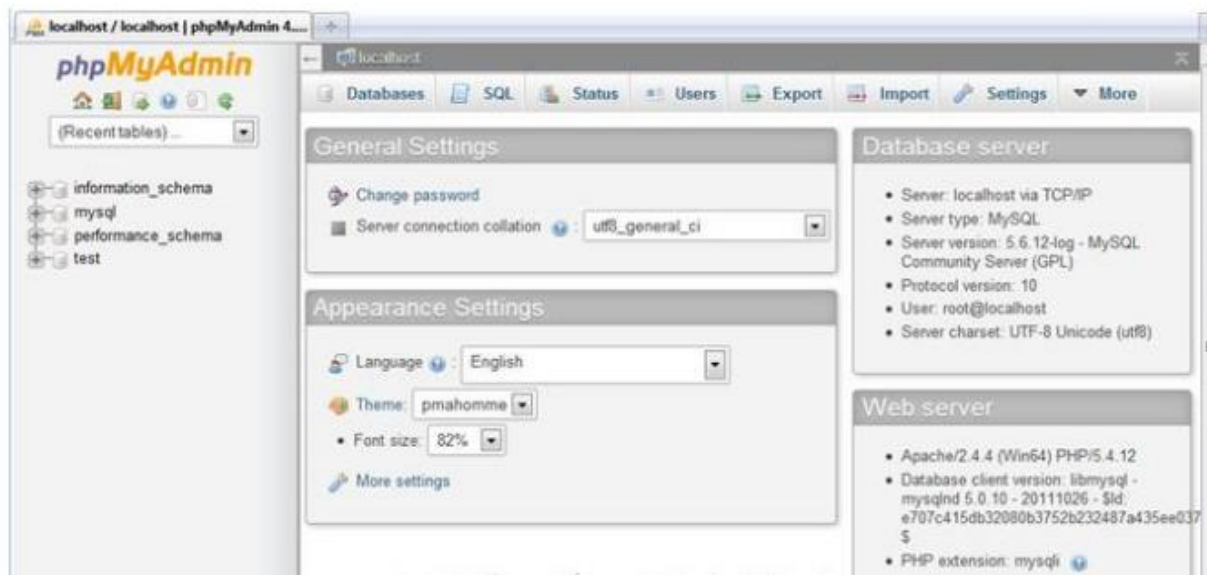 localhost / localhost | phpMyAdmin 4....
phpMyAdmin
(Recent tables) ...
information_schema
mysql
performance_schema
test
localhost
Databases SQL Status Users Export Import Settings More
General Settings
Change password
Server connection collation : utf8_general_ci
Appearance Settings
Language : English
Theme: pmahomme
• Font size: 82%
More settings
Database server
• Server: localhost via TCP/IP
• Server type: MySQL
• Server version: 5.6.12-log - MySQL
Community Server (GPL)
• Protocol version: 10
• User: root@localhost
• Server charset: UTF-8 Unicode (utf8)
Web server
• Apache/2.4.4 (Win64) PHP/5.4.12
• Database client version: libmysql -
mysqlnd 5.0.10 - 20111026 - $Id:
e707c415db32080b3752b232487a435ee037
$
• PHP extension: mysqli